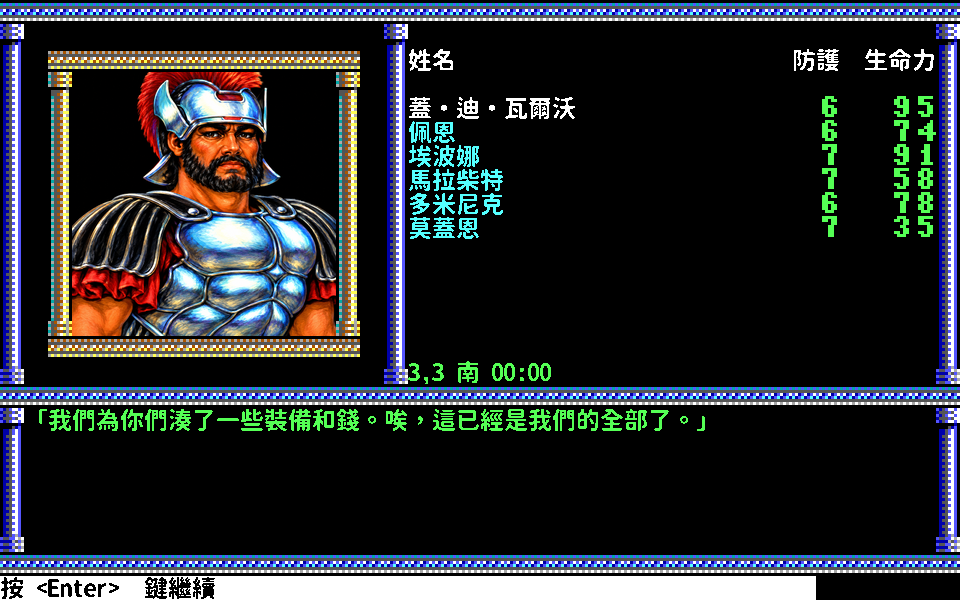 姓名 防護 生命力
蓋·迪·瓦爾沃 6 95
佩恩 6 74
埃波娜 7 91
馬拉柴特 7 58
多米尼克 6 78
莫蓋恩 7 35
3,3 南 00:00
「我們為你們湊了一些裝備和錢。唉，這已經是我們的全部了。」
按 <Enter> 鍵繼續